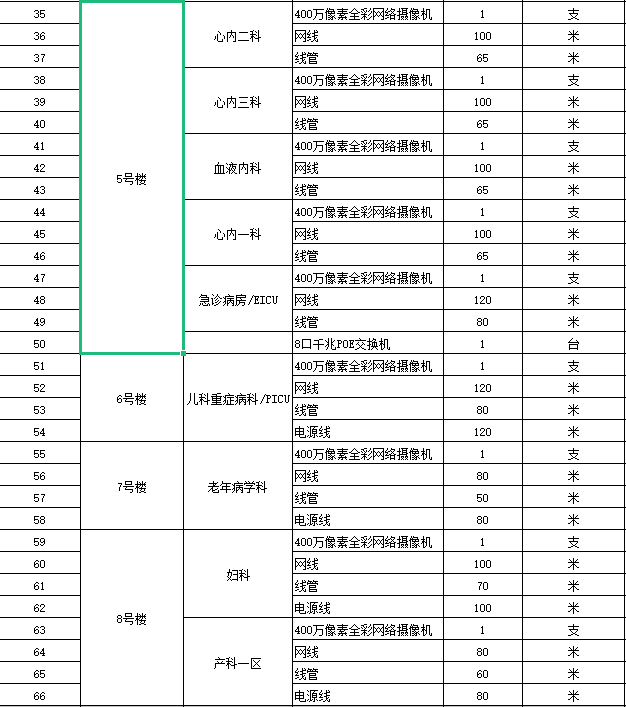 35 400万像素全彩网络摄像机 1 支
36 心内二科 网线 100 米
37 线管 65 米
38 400万像素全彩网络摄像机 1 支
39 心内三科 网线 100 米
40 线管 65 米
41 400万像素全彩网络摄像机 1 支
42 5号楼 血液内科 网线 100 米
43 线管 65 米
44 400万像素全彩网络摄像机 1 支
45 心内一科 网线 100 米
46 线管 65 米
47 400万像素全彩网络摄像机 1 支
48 急诊病房/EICU 网线 120 米
49 线管 80 米
50 8口千兆POE交换机 1 台
51 400万像素全彩网络摄像机 1 支
52 6号楼 儿科重症病科/PICU 网线 120 米
53 线管 80 米
54 电源线 120 米
55 400万像素全彩网络摄像机 1 支
56 7号楼 老年病学科 网线 80 米
57 线管 50 米
58 电源线 80 米
59 400万像素全彩网络摄像机 1 支
60 妇科 网线 100 米
61 线管 70 米
62 8号楼 电源线 100 米
63 400万像素全彩网络摄像机 1 支
64 产科一区 网线 80 米
65 线管 60 米
66 电源线 80 米